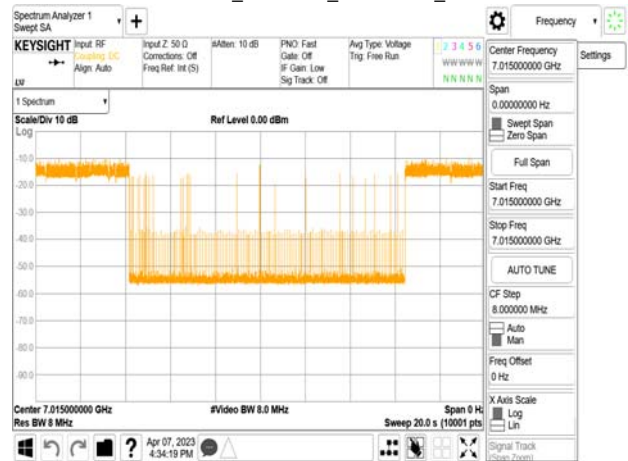 Spectrum Analyzer 1
Swept SA
+
Frequency
KEYSIGHT
Input: RF
Coupling: DC
Align: Auto
Input Z: 50 Ω
Corrections: Off
Freq Ref: Int (S)
#Atten: 10 dB
PNO: Fast
Gate: Off
IF Gain: Low
Sig Track: Off
Avg Type: Voltage
Trig: Free Run
1 2 3 4 5 6
W W W W W W
N N N N N N
Center Frequency
7.015000000 GHz
Settings
Span
0.00000000 Hz
Swept Span
Zero Span
Full Span
Start Freq
7.015000000 GHz
Stop Freq
7.015000000 GHz
AUTO TUNE
CF Step
8.000000 MHz
Auto
Man
Freq Offset
0 Hz
X Axis Scale
Log
Lin
Signal Track
(Span Zoom)
1 Spectrum
Scale/Div 10 dB
Ref Level 0.00 dBm
Log
-10.0
-20.0
-30.0
-40.0
-50.0
-60.0
-70.0
-80.0
-90.0
Center 7.015000000 GHz
#Video BW 8.0 MHz
Span 0 Hz
Res BW 8 MHz
Sweep 20.0 s (10001 pts
?
Apr 07, 2023
4:34:19 PM